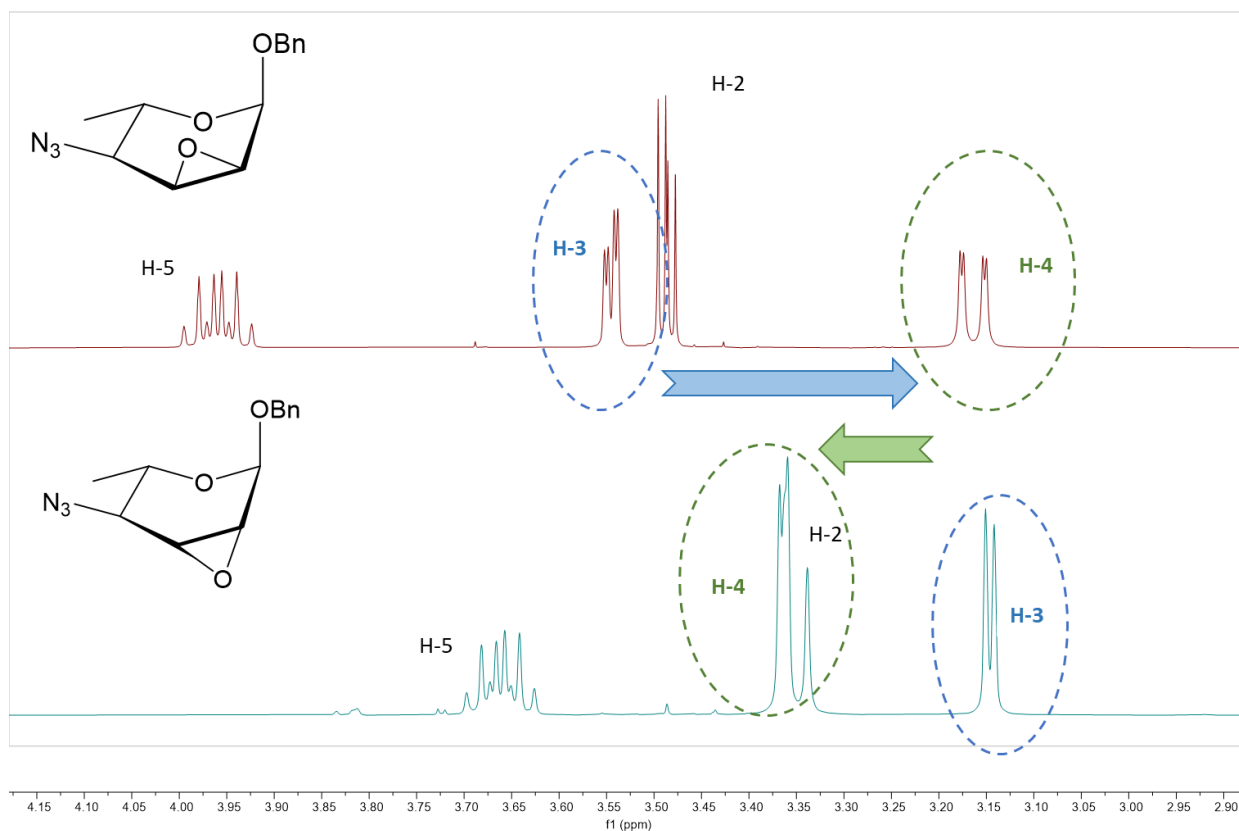 OBn
O
O
N₃
H-5
H-3
H-2
H-4
OBn
O
N₃
O
H-5
H-4
H-2
H-3
4.15 4.10 4.05 4.00 3.95 3.90 3.85 3.80 3.75 3.70 3.65 3.60 3.55 3.50 3.45 3.40 3.35 3.30 3.25 3.20 3.15 3.10 3.05 3.00 2.95 2.90
f1 (ppm)